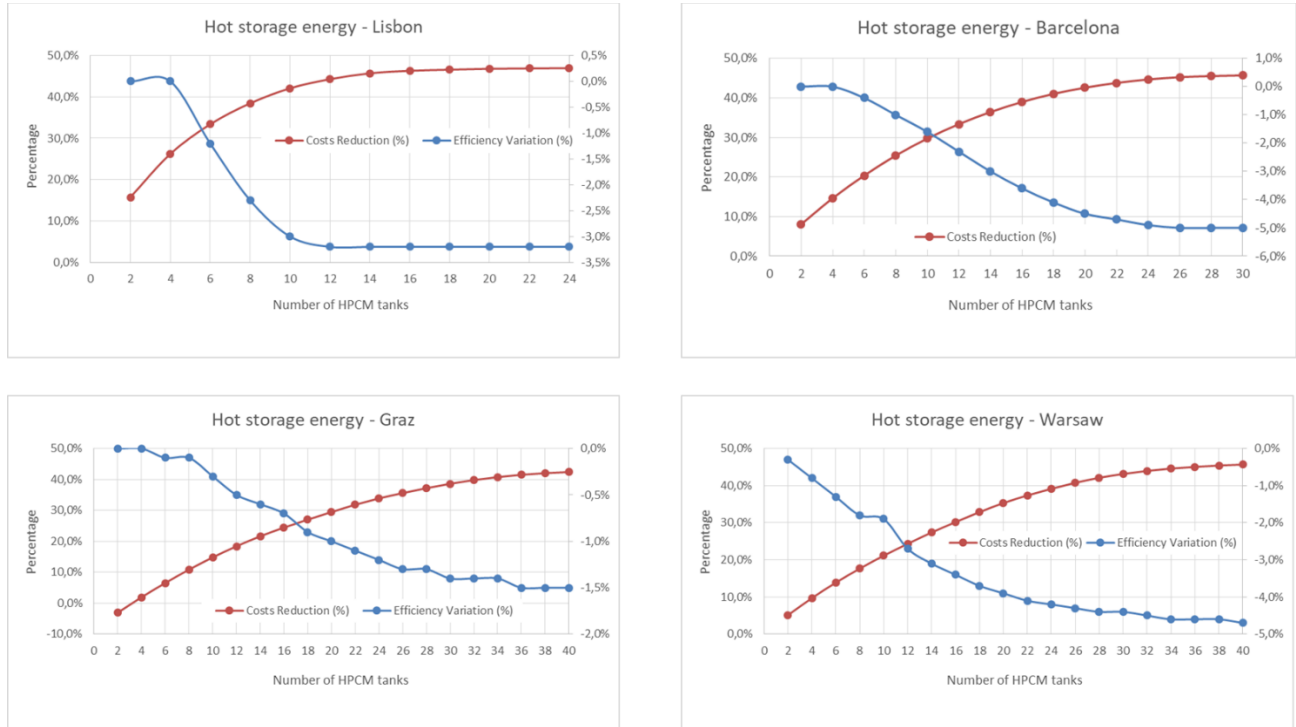 Hot storage energy - Lisbon
50,0%
40,0%
30,0%
20,0%
10,0%
0,0%
Percentage
0,5%
0,0%
-0,5%
-1,0%
-1,5%
-2,0%
-2,5%
-3,0%
-3,5%
Costs Reduction (%) Efficiency Variation (%)
0 2 4 6 8 10 12 14 16 18 20 22 24
Number of HPCM tanks
Hot storage energy - Barcelona
50,0%
40,0%
30,0%
20,0%
10,0%
0,0%
Percentage
1,0%
0,0%
-1,0%
-2,0%
-3,0%
-4,0%
-5,0%
-6,0%
Costs Reduction (%)
0 2 4 6 8 10 12 14 16 18 20 22 24 26 28 30
Number of HPCM tanks
Hot storage energy - Graz
50,0%
40,0%
30,0%
20,0%
10,0%
0,0%
-10,0%
Percentage
0,0%
-0,5%
-1,0%
-1,5%
-2,0%
Costs Reduction (%) Efficiency Variation (%)
0 2 4 6 8 10 12 14 16 18 20 22 24 26 28 30 32 34 36 38 40
Number of HPCM tanks
Hot storage energy - Warsaw
50,0%
40,0%
30,0%
20,0%
10,0%
0,0%
Percentage
0,0%
-1,0%
-2,0%
-3,0%
-4,0%
-5,0%
Costs Reduction (%) Efficiency Variation (%)
0 2 4 6 8 10 12 14 16 18 20 22 24 26 28 30 32 34 36 38 40
Number of HPCM tanks